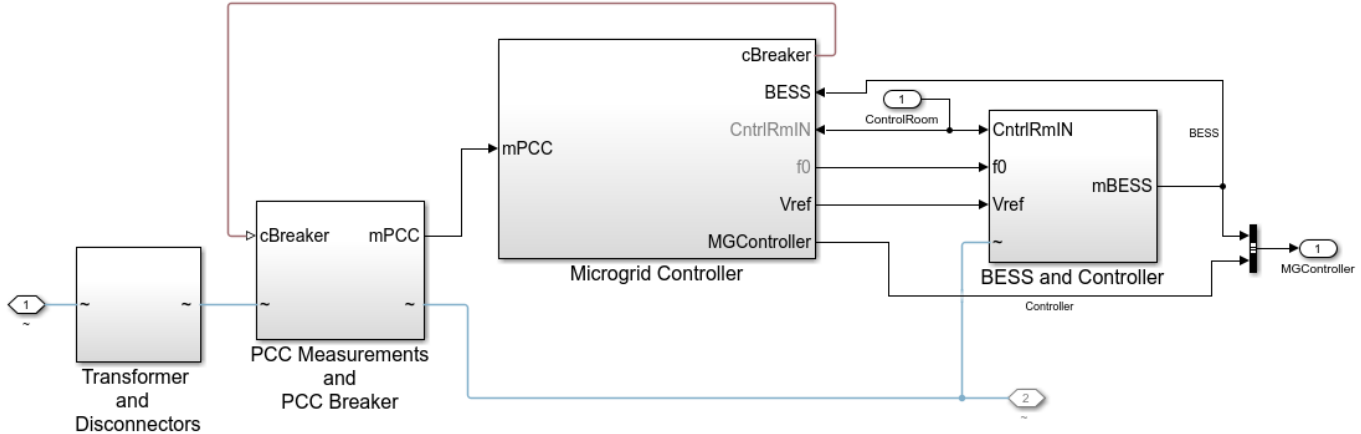 cBreaker
BESS
1
ControlRoom
CntrlRmIN
CntrlRmIN
BESS
mPCC
f0
f0
mBESS
Vref
Vref
cBreaker
mPCC
MGController
~
1
MGController
Microgrid Controller
BESS and Controller
Controller
1
~
~
~
~
~
PCC Measurements
and
PCC Breaker
Transformer
and
Disconnectors
2
~